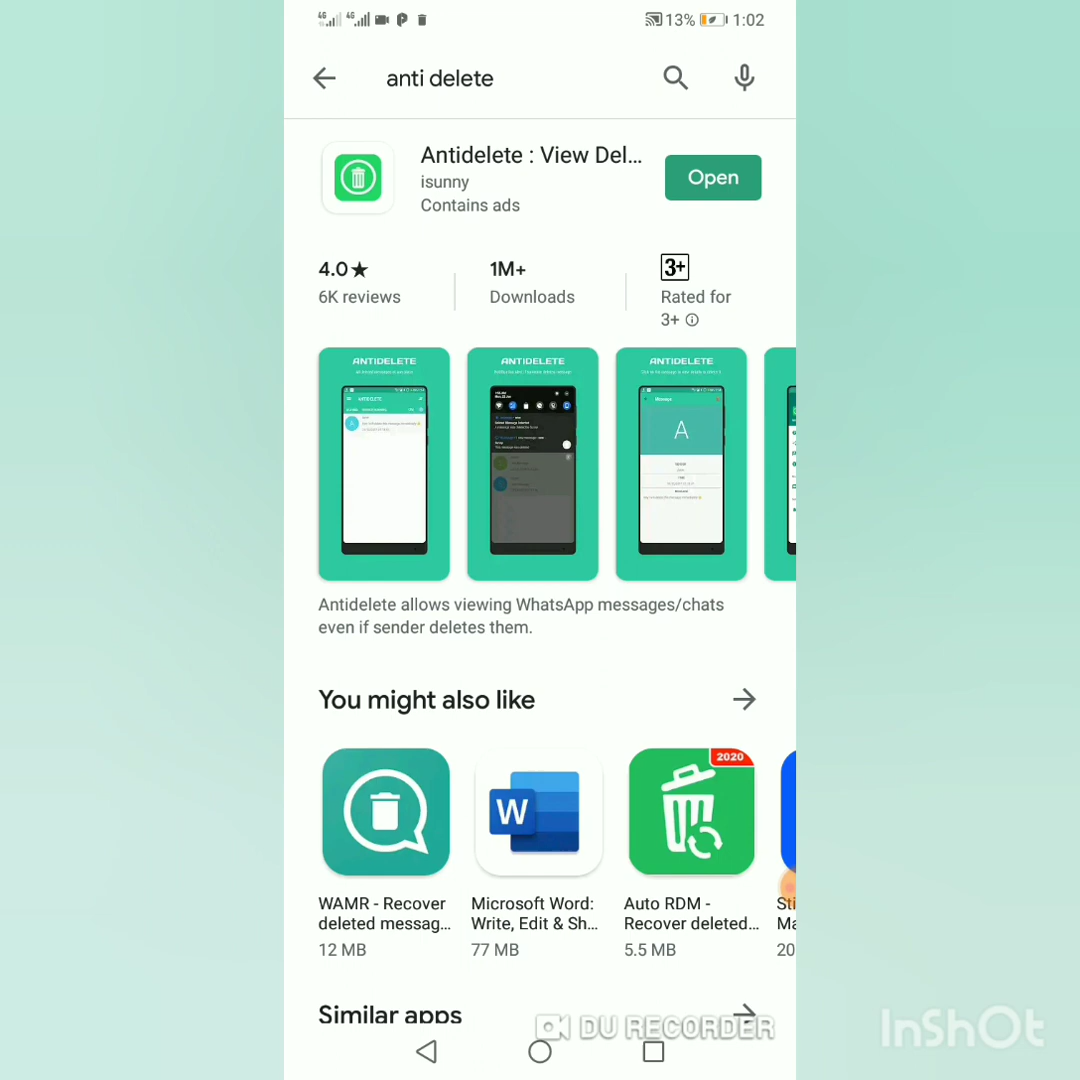 4G 4G 13% 1:02
anti delete
Antidelete : View Del...
isunny
Contains ads
Open
4.0★
6K reviews
1M+
Downloads
3+
Rated for
3+
ANTIDELETE
ANTIDELETE
ANTIDELETE
A
Antidelete allows viewing WhatsApp messages/chats
even if sender deletes them.
You might also like
2020
W
WAMR - Recover
deleted messag...
12 MB
Microsoft Word:
Write, Edit & Sh...
77 MB
Auto RDM -
Recover deleted...
5.5 MB
Sti
Ma
20
Similar apps
DU RECORDER
InShOt